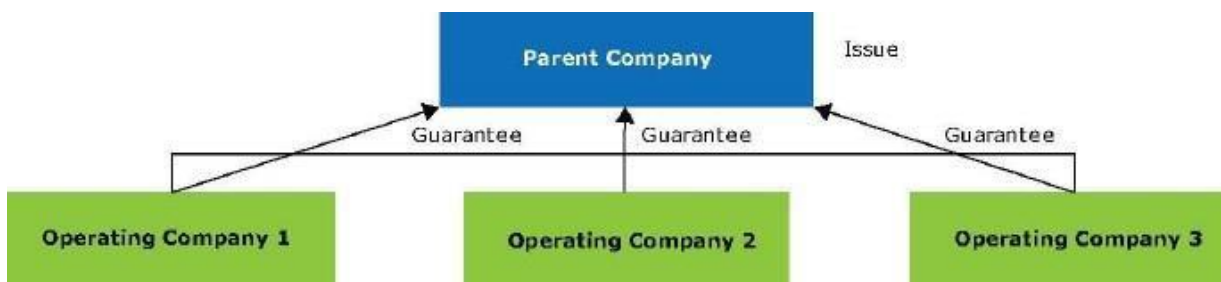 Parent Company
Issue
Guarantee
Guarantee
Guarantee
Operating Company 1
Operating Company 2
Operating Company 3